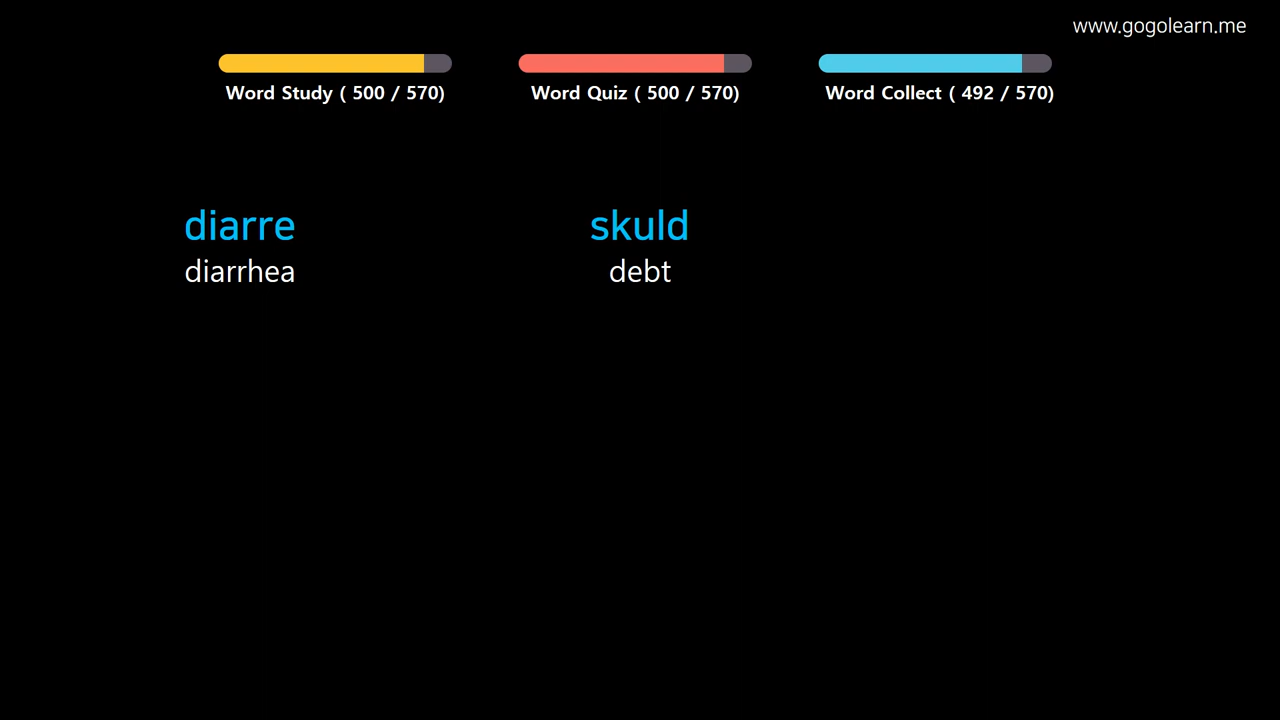 www.gogolearn.me
Word Study ( 500 / 570)
Word Quiz ( 500 / 570)
Word Collect ( 492 / 570)
diarre
diarrhea
skuld
debt